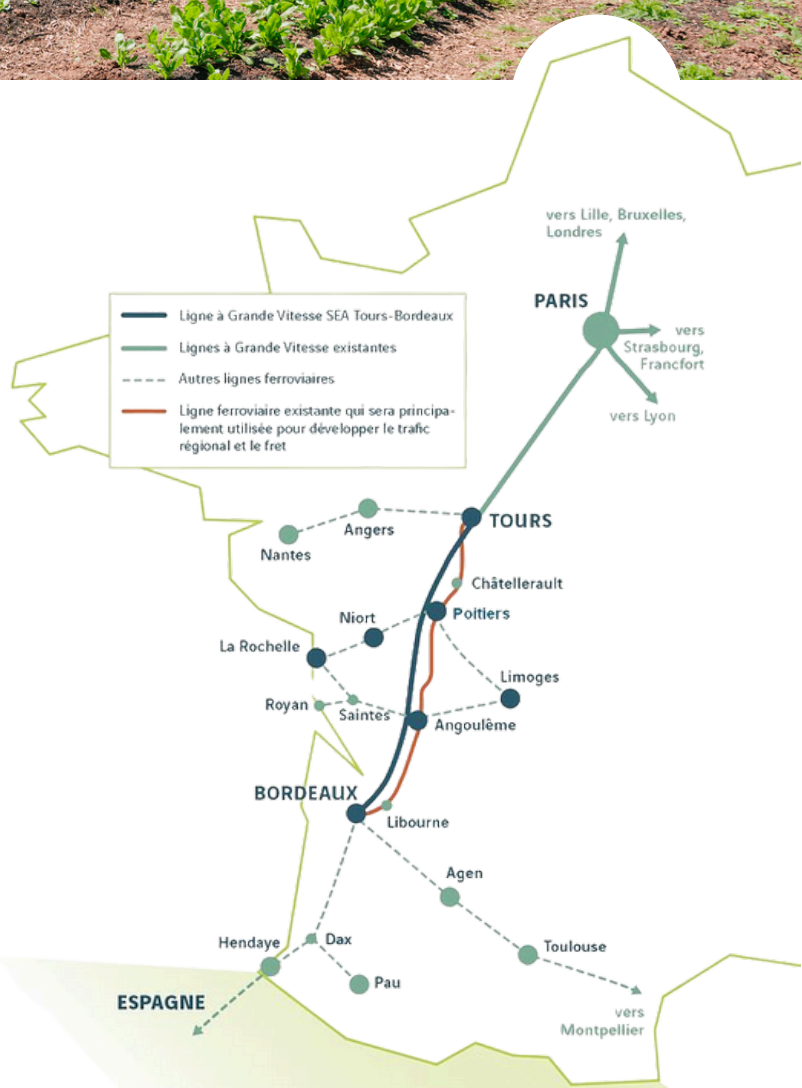 vers Lille, Bruxelles,
Londres
PARIS
vers
Strasbourg,
Francfort
vers Lyon
Ligne à Grande Vitesse SEA Tours-Bordeaux
Lignes à Grande Vitesse existantes
Autres lignes ferroviaires
Ligne ferroviaire existante qui sera principa-
lement utilisée pour développer le trafic
régional et le fret
TOURS
Angers
Nantes
Châtellerault
Poitiers
Niort
La Rochelle
Limoges
Royan
Saintes
Angoulême
BORDEAUX
Libourne
Agen
Hendaye
Dax
Toulouse
Pau
ESPAGNE
vers
Montpellier